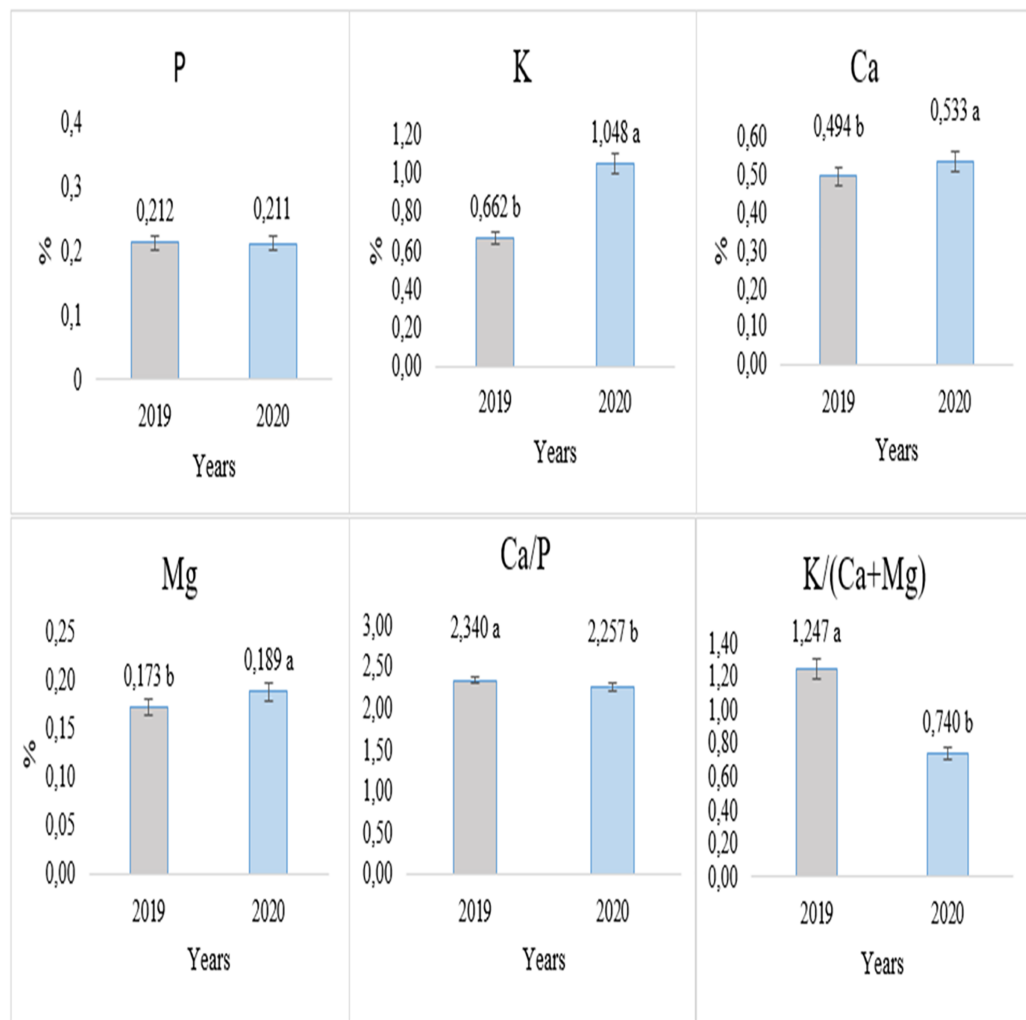 P
0,4
0,3
0,2
0,1
0
%
0,212
0,211
2019
2020
Years
K
1,20
1,00
0,80
0,60
0,40
0,20
0,00
%
0,662 b
1,048 a
2019
2020
Years
Ca
0,60
0,50
0,40
0,30
0,20
0,10
0,00
%
0,494 b
0,533 a
2019
2020
Years
Mg
0,25
0,20
0,15
0,10
0,05
0,00
%
0,173 b
0,189 a
2019
2020
Years
Ca/P
3,00
2,50
2,00
1,50
1,00
0,50
0,00
2,340 a
2,257 b
2019
2020
Years
K/(Ca+Mg)
1,40
1,20
1,00
0,80
0,60
0,40
0,20
0,00
1,247 a
0,740 b
2019
2020
Years